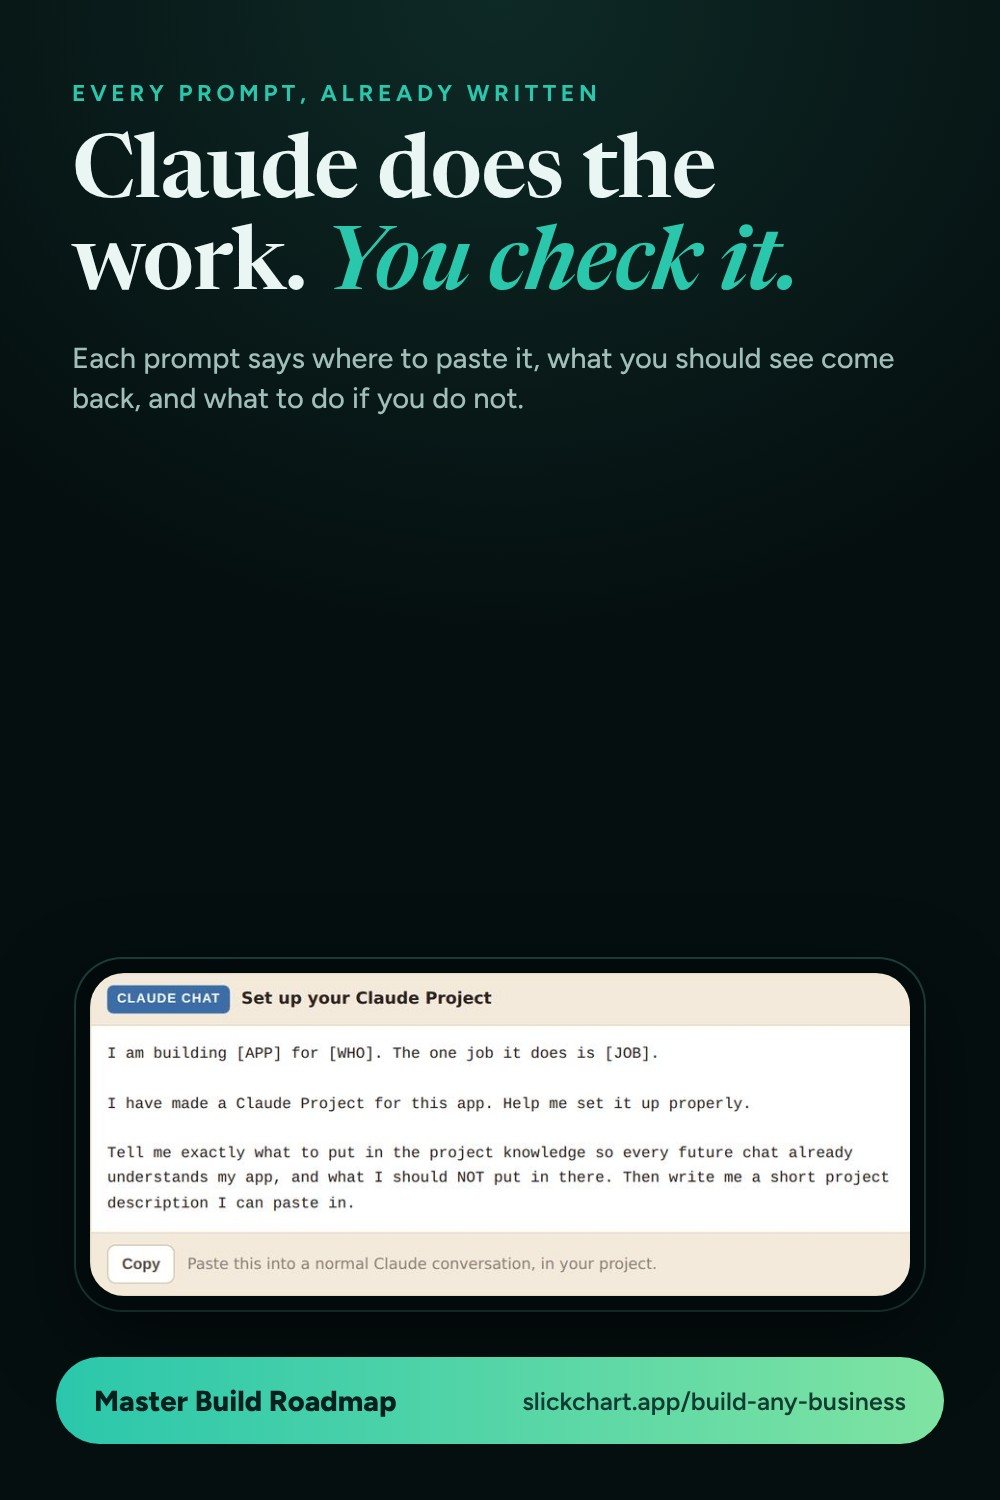 EVERY PROMPT, ALREADY WRITTEN
Claude does the
work. You check it.
Each prompt says where to paste it, what you should see come
back, and what to do if you do not.
CLAUDE CHAT Set up your Claude Project
I am building [APP] for [WHO]. The one job it does is [JOB].
I have made a Claude Project for this app. Help me set it up properly.
Tell me exactly what to put in the project knowledge so every future chat already
understands my app, and what I should NOT put in there. Then write me a short project
description I can paste in.
Copy Paste this into a normal Claude conversation, in your project.
Master Build Roadmap slickchart.app/build-any-business